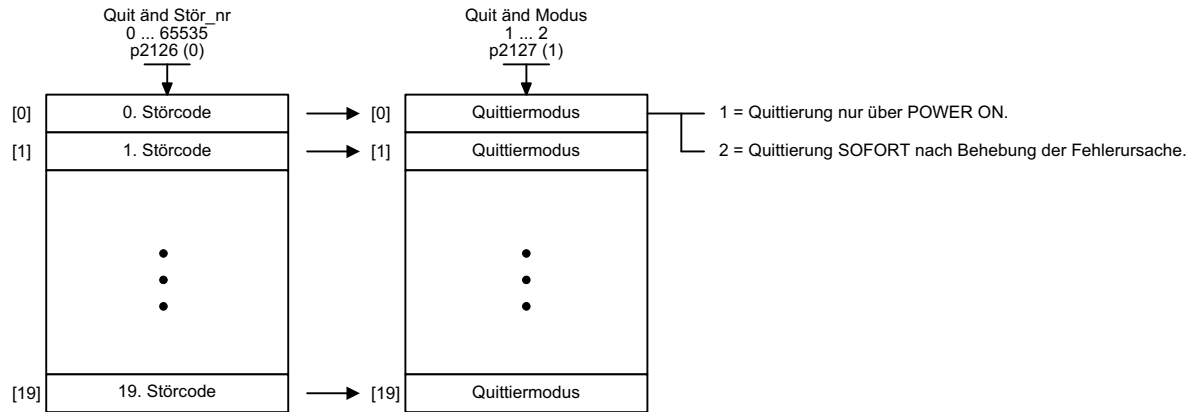 Quit änd Stör_nr
0 ... 65535
p2126 (0)
Quit änd Modus
1 ... 2
p2127 (1)
[0] 0. Störcode [0] Quittiermodus 1 = Quittierung nur über POWER ON.
[1] 1. Störcode [1] Quittiermodus 2 = Quittierung SOFORT nach Behebung der Fehlerursache.
[19] 19. Störcode [19] Quittiermodus